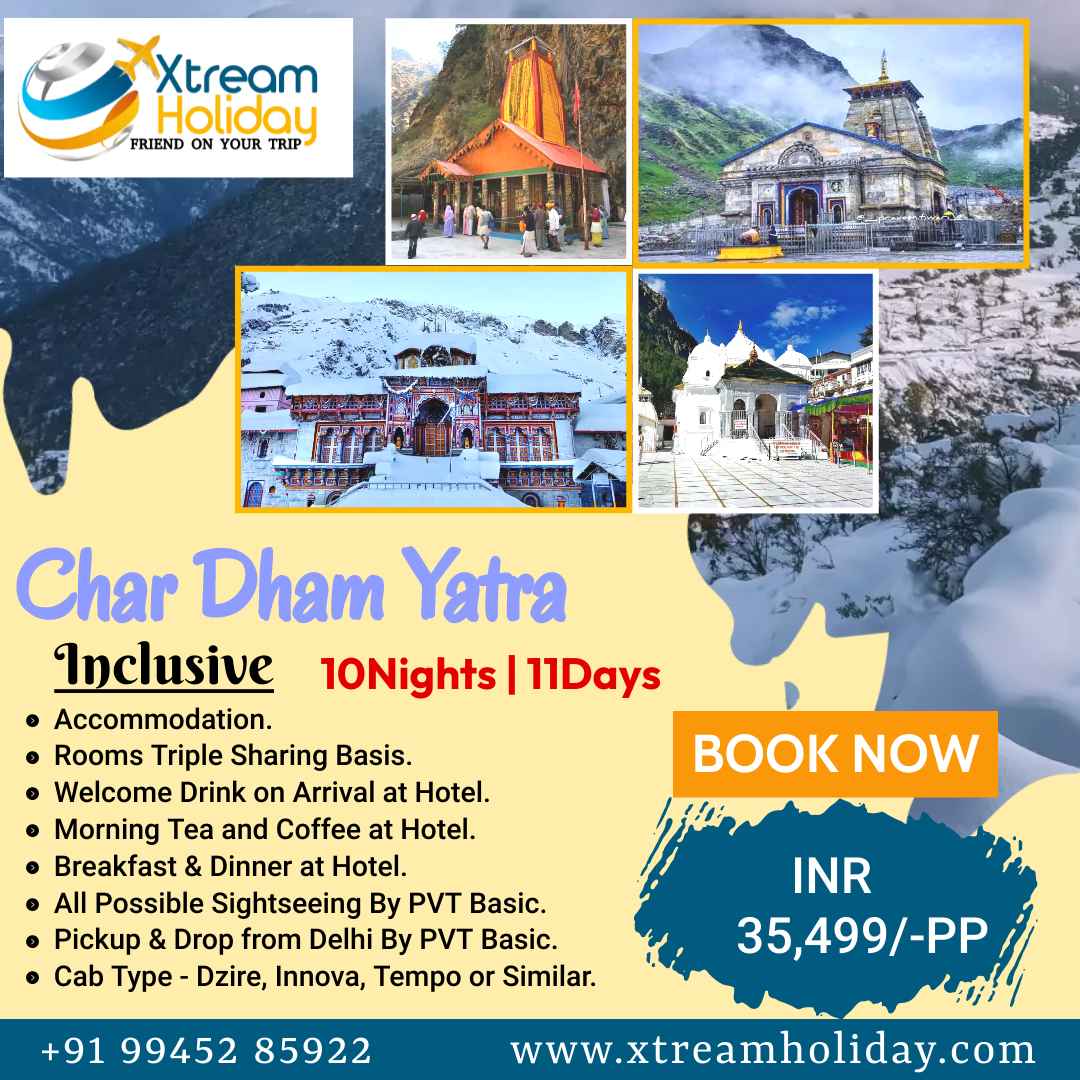 Xtream
Holiday
FRIEND ON YOUR TRIP
Char Dham Yatra
Inclusive
10Nights | 11Days
Accommodation.
Rooms Triple Sharing Basis.
Welcome Drink on Arrival at Hotel.
Morning Tea and Coffee at Hotel.
Breakfast & Dinner at Hotel.
All Possible Sightseeing By PVT Basic.
Pickup & Drop from Delhi By PVT Basic.
Cab Type - Dzire, Innova, Tempo or Similar.
BOOK NOW
INR
35,499/-PP
+91 99452 85922
www.xtreamholiday.com